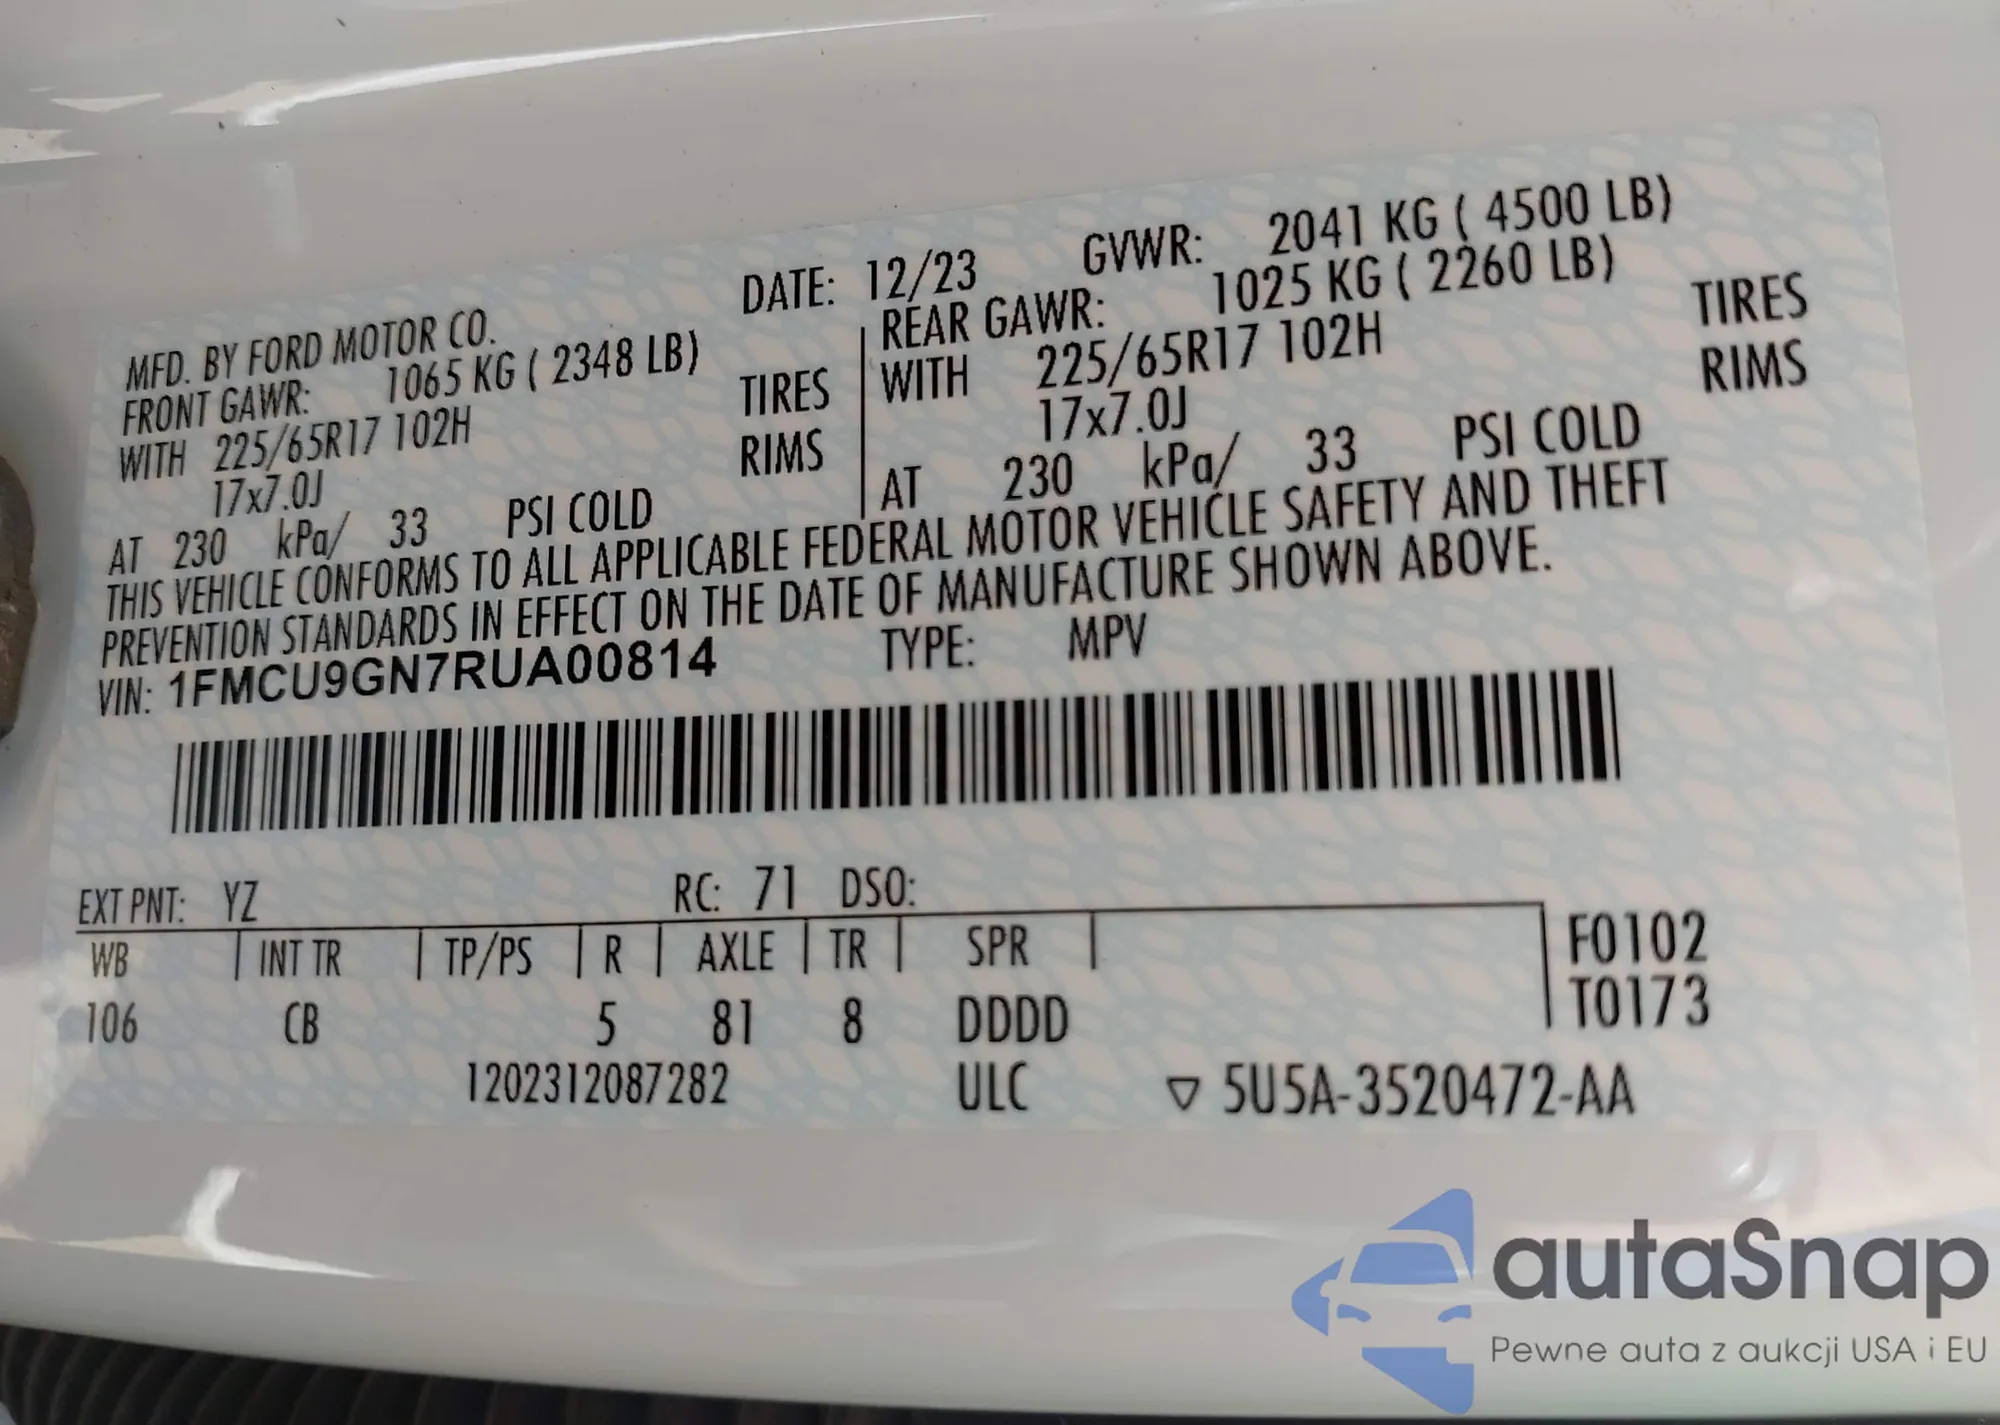 MFD. BY FORD MOTOR CO. DATE: 12/23 GVWR: 2041 KG ( 4500 LB)
FRONT GAWR: 1065 KG ( 2348 LB) REAR GAWR: 1025 KG ( 2260 LB)
WITH 225/65R17 102H TIRES WITH 225/65R17 102H TIRES
17x7.0J RIMS 17x7.0J RIMS
AT 230 kPa/ 33 PSI COLD AT 230 kPa/ 33 PSI COLD
THIS VEHICLE CONFORMS TO ALL APPLICABLE FEDERAL MOTOR VEHICLE SAFETY AND THEFT
PREVENTION STANDARDS IN EFFECT ON THE DATE OF MANUFACTURE SHOWN ABOVE.
VIN: 1FMCU9GN7RUA00814 TYPE: MPV
EXT PNT: YZ RC: 71 DSO:
WB INT TR TP/PS R AXLE TR SPR F0102
106 CB 5 81 8 DDDD T0173
1202312087282 ULC ▽ 5U5A-3520472-AA
autaSnap
Pewne auta z aukcji USA i EU